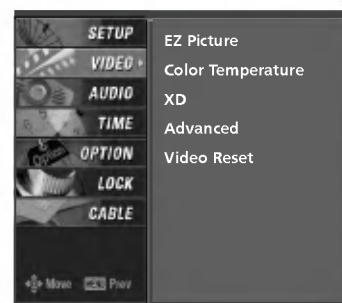 SETUP
VIDEO
AUDIO
TIME
OPTION
LOCK
CABLE
Move Prev
EZ Picture
Color Temperature
XD
Advanced
Video Reset